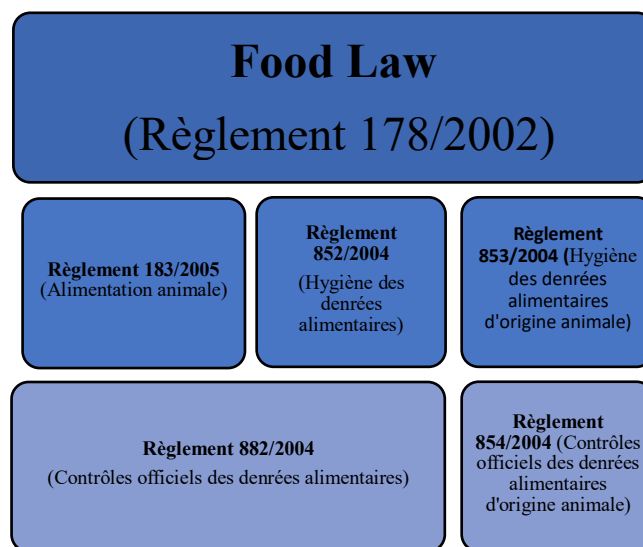 Food Law
(Règlement 178/2002)
Règlement 183/2005
(Alimentation animale)
Règlement
852/2004
(Hygiène des
denrées
alimentaires)
Règlement
853/2004 (Hygiène
des denrées
alimentaires
d'origine animale)
Règlement 882/2004
(Contrôles officiels des denrées alimentaires)
Règlement
854/2004 (Contrôles
officiels des denrées
alimentaires
d'origine animale)